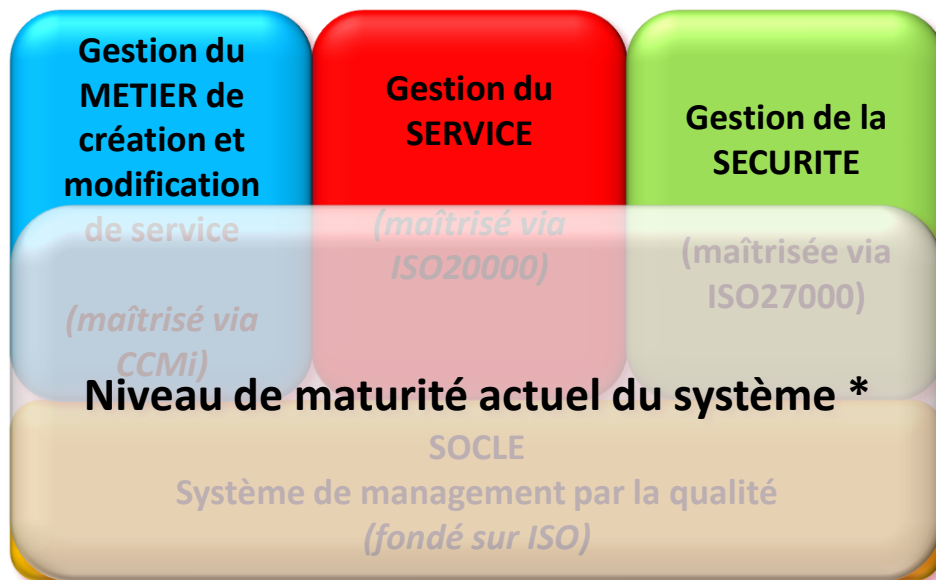 Gestion du
METIER de
création et
modification
de service
(maîtrisé via
CCMi)
Gestion du
SERVICE
(maîtrisé via
ISO20000)
Gestion de la
SECURITE
(maîtrisée via
ISO27000)
Niveau de maturité actuel du système *
SOCLE
Système de management par la qualité
(fondé sur ISO)